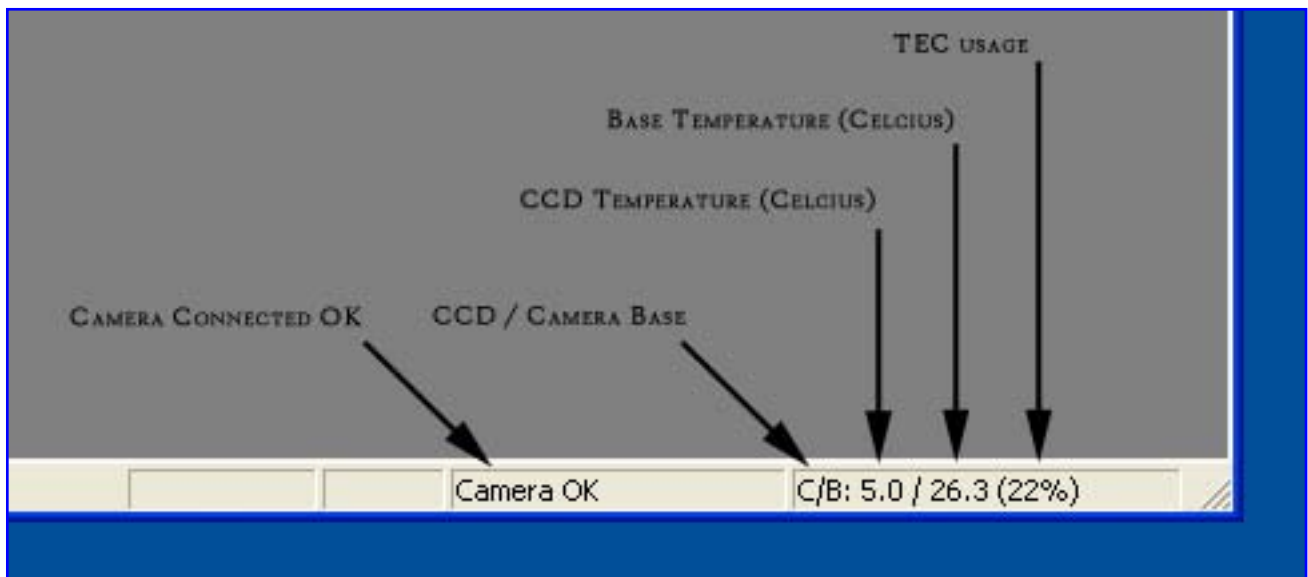 TEC USAGE
BASE TEMPERATURE (CELCIUS)
CCD TEMPERATURE (CELCIUS)
CAMERA CONNECTED OK
CCD / CAMERA BASE
Camera OK
C/B: 5.0 / 26.3 (22%)